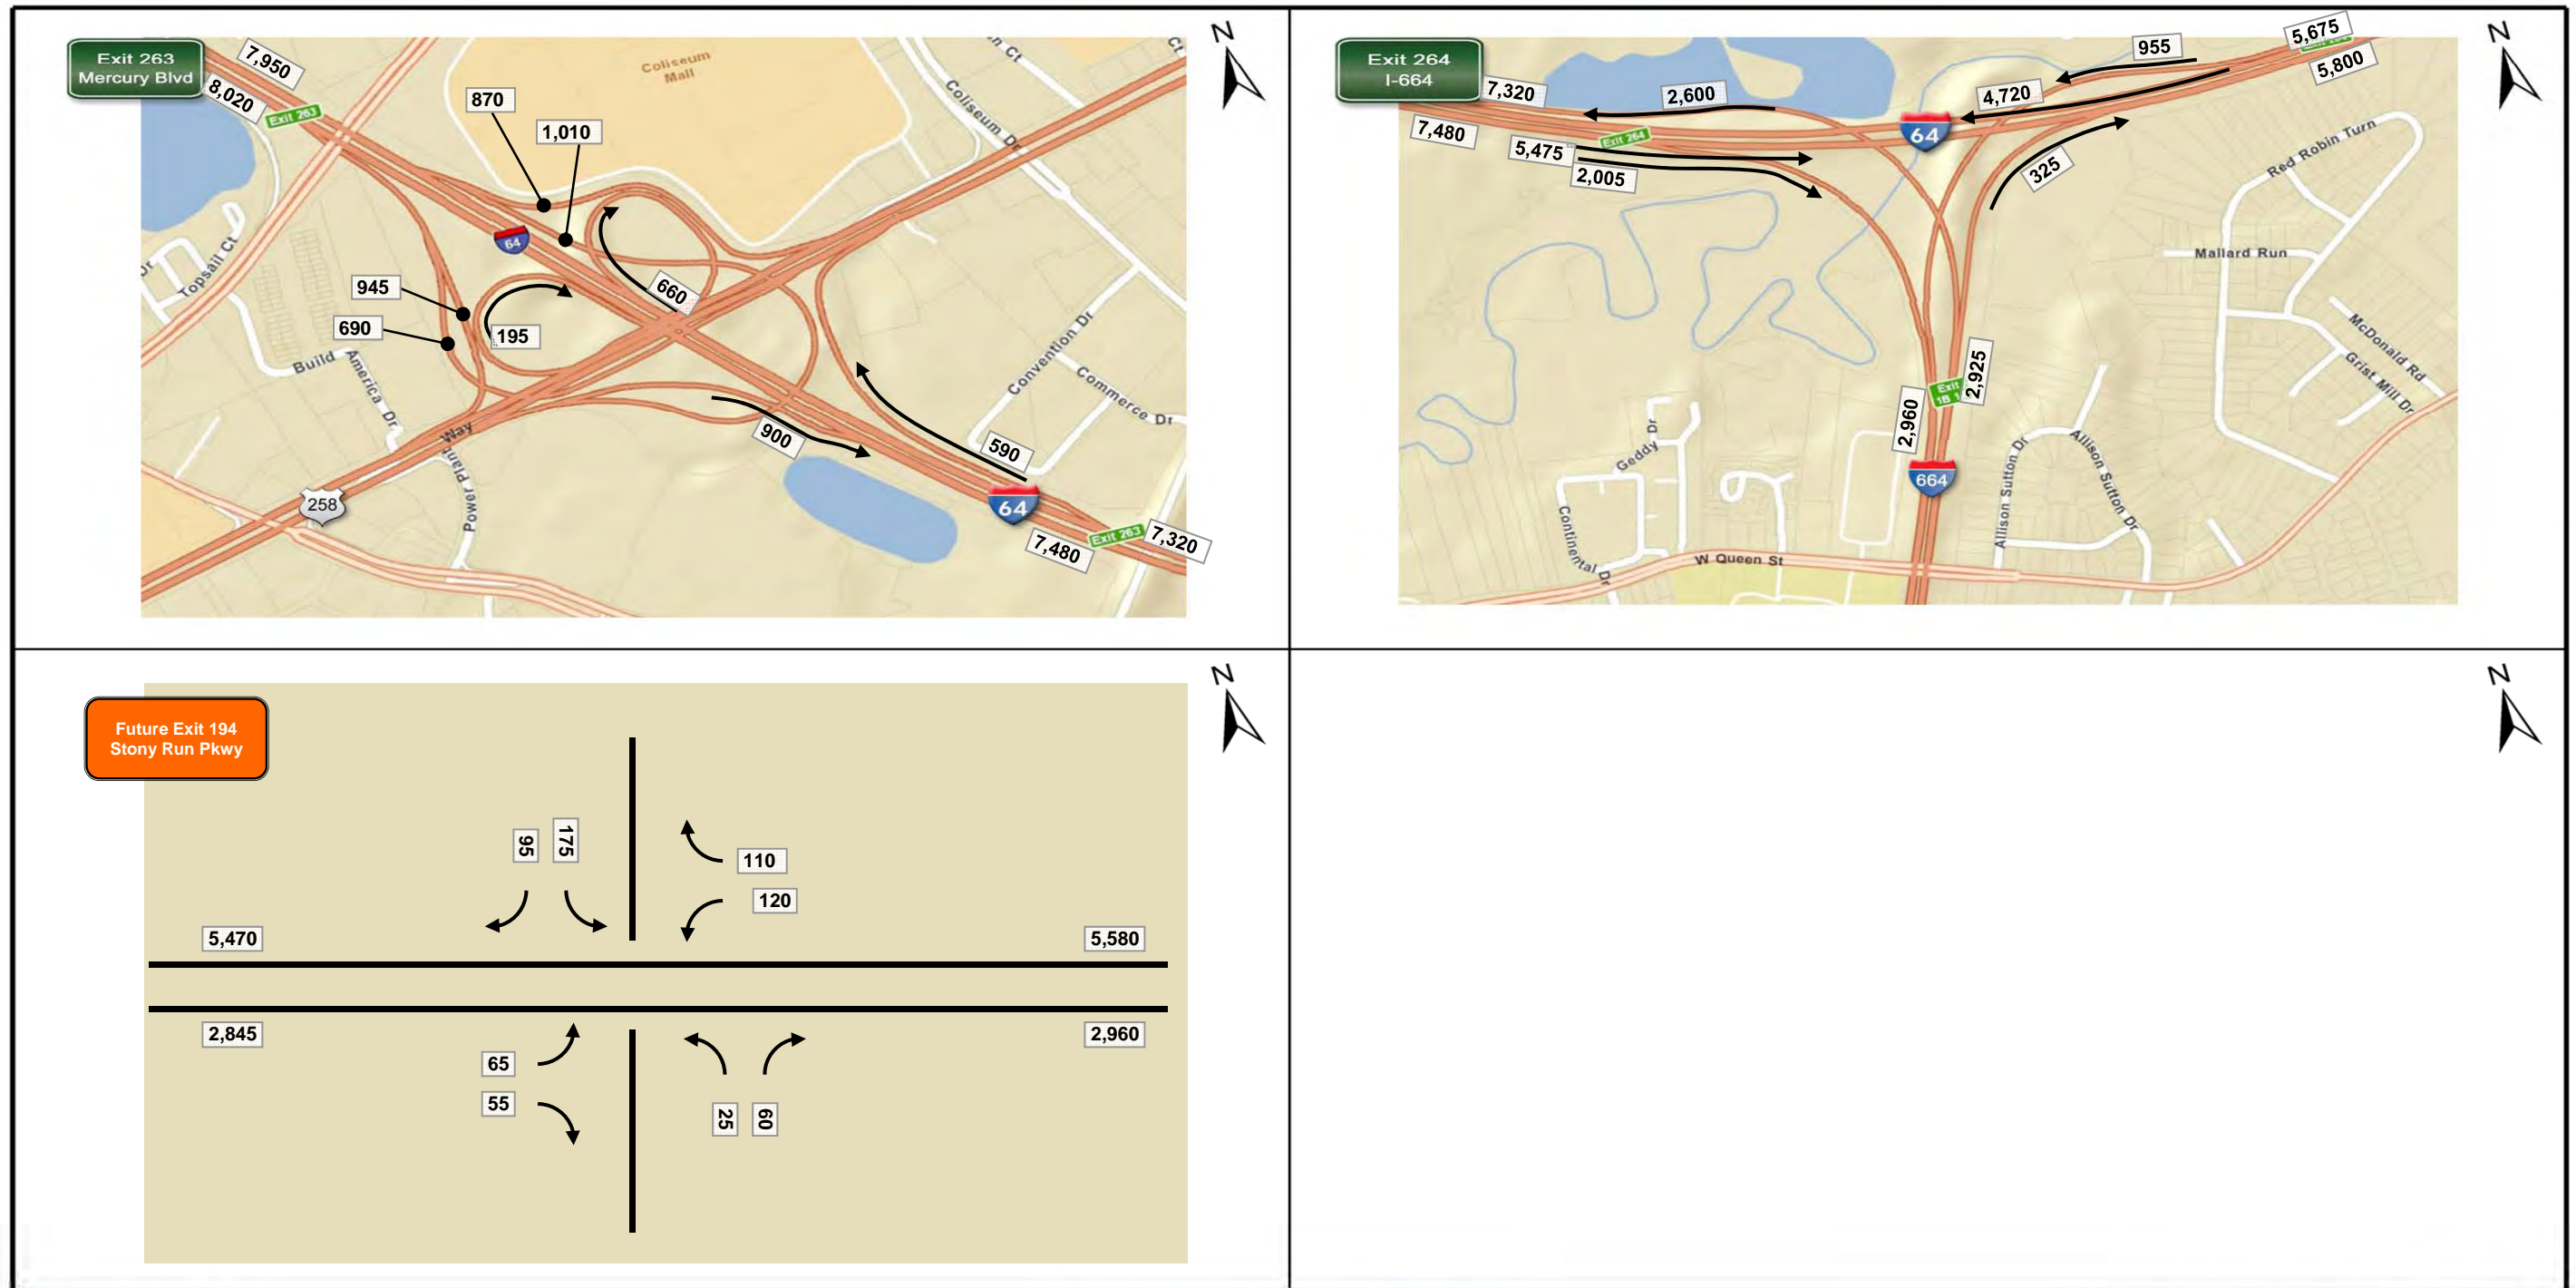 Exit 263
Mercury Blvd
7,950
8,020
Exit 263
870
1,010
Coliseum
Mall
Coliseum Dr
n Ct
Ct
N
64
945
690
195
660
Topsail Ct
Dr
Build America Dr
Power Plant Way
258
900
590
Convention Dr
Commerce Dr
64
Exit 263
7,480
7,320
Exit 264
I-664
7,320
7,480
2,600
Exit 264
5,475
2,005
64
4,720
955
5,675
5,800
325
N
Red Robin Turn
Mallard Run
McDonald Rd
Grist Mill Dr
2,925
2,960
Exit
1B 1
664
Geddy Dr
Continental Dr
W Queen St
Allison Sutton Dr
Allison Sutton Dr
Future Exit 194
Stony Run Pkwy
N
95
175
110
120
5,470
5,580
2,845
2,960
65
55
25
60
N